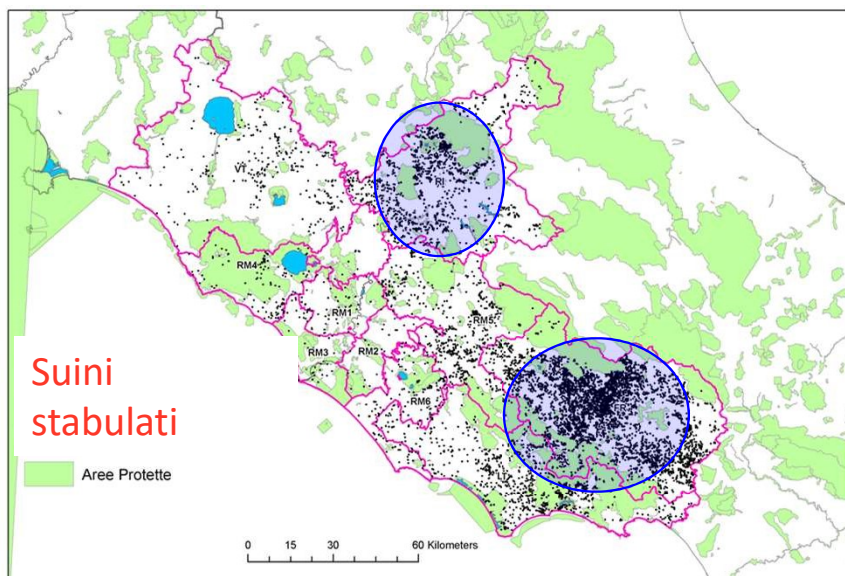 VT
RI
RM4
RM1
RM5
RM3
RM2
RM6
Suini
stabulati
Aree Protette
0 15 30 60 Kilometers